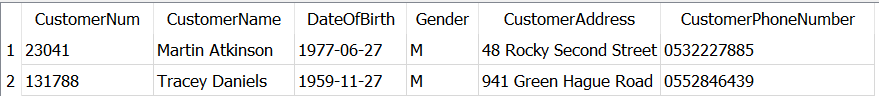 CustomerNum CustomerName DateOfBirth Gender CustomerAddress CustomerPhoneNumber
1 23041 Martin Atkinson 1977-06-27 M 48 Rocky Second Street 0532227885
2 131788 Tracey Daniels 1959-11-27 M 941 Green Hague Road 0552846439